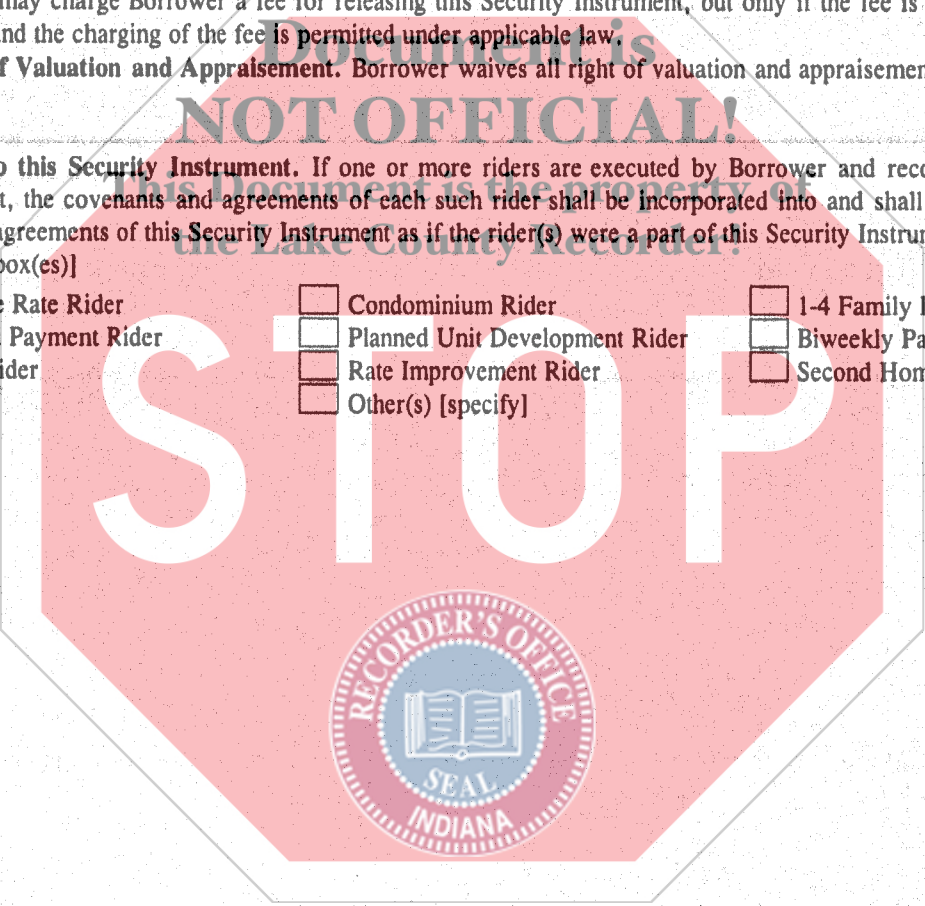 may charge Borrower a fee for releasing this Security Instrument, but only if the fee is
nd the charging of the fee is permitted under applicable law.
Document is
f Valuation and Appraisement. Borrower waives all right of valuation and appraisemen
NOT OFFICIAL!
o this Security Instrument. If one or more riders are executed by Borrower and reco
This Document is the property of
t, the covenants and agreements of each such rider shall be incorporated into and shall
agreements of this Security Instrument as if the rider(s) were a part of this Security Instrum
the Lake County Recorder!
box(es)]
e Rate Rider Condominium Rider 1-4 Family
Payment Rider Planned Unit Development Rider Biweekly Pa
ider Rate Improvement Rider Second Hom
Other(s) [specify]
STOP
RECORDER'S OFFICE
SEAL
INDIANA